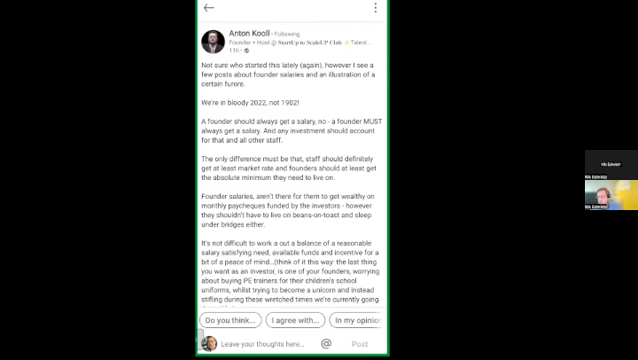 Anton Kooll · Following
Founder + Host @ StartUp to ScaleUP Club ⚡Talent...
11h ·
Not sure who started this lately (again), however I see a
few posts about founder salaries and an illustration of a
certain furore.
We're in bloody 2022, not 1902!
A founder should always get a salary, no - a founder MUST
always get a salary. And any investment should account
for that and all other staff.
The only difference must be that, staff should definitely
get at least market rate and founders should at least get
the absolute minimum they need to live on.
Founder salaries, aren't there for them to get wealthy on
monthly paycheques funded by the investors - however
they shouldn't have to live on beans-on-toast and sleep
under bridges either.
It's not difficult to work a out a balance of a reasonable
salary satisfying need, available funds and incentive for a
bit of a peace of mind...(think of it this way: the last thing
you want as an investor, is one of your founders, worrying
about buying PE trainers for their children's school
uniforms, whilst trying to become a unicorn and instead
stifling during these wretched times we're currently going
Do you think...
I agree with...
In my opinio
Leave your thoughts here...
@
Post